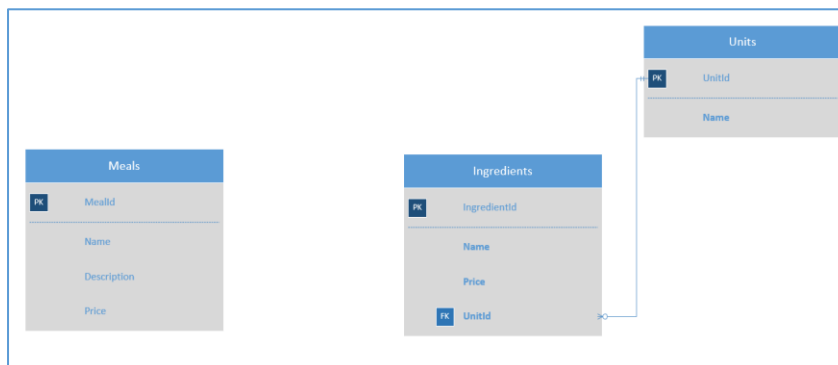 Units
PK UnitId
Name
Meals
PK MealId
Name
Description
Price
Ingredients
PK IngredientId
Name
Price
FK UnitId